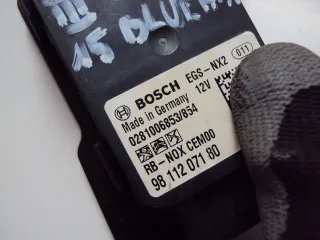 III
15 BLUE
BOSCH EGS-NX2 011
Made in Germany 12V
0281006853/854
RB-NOX CEM00
98 112 071 80